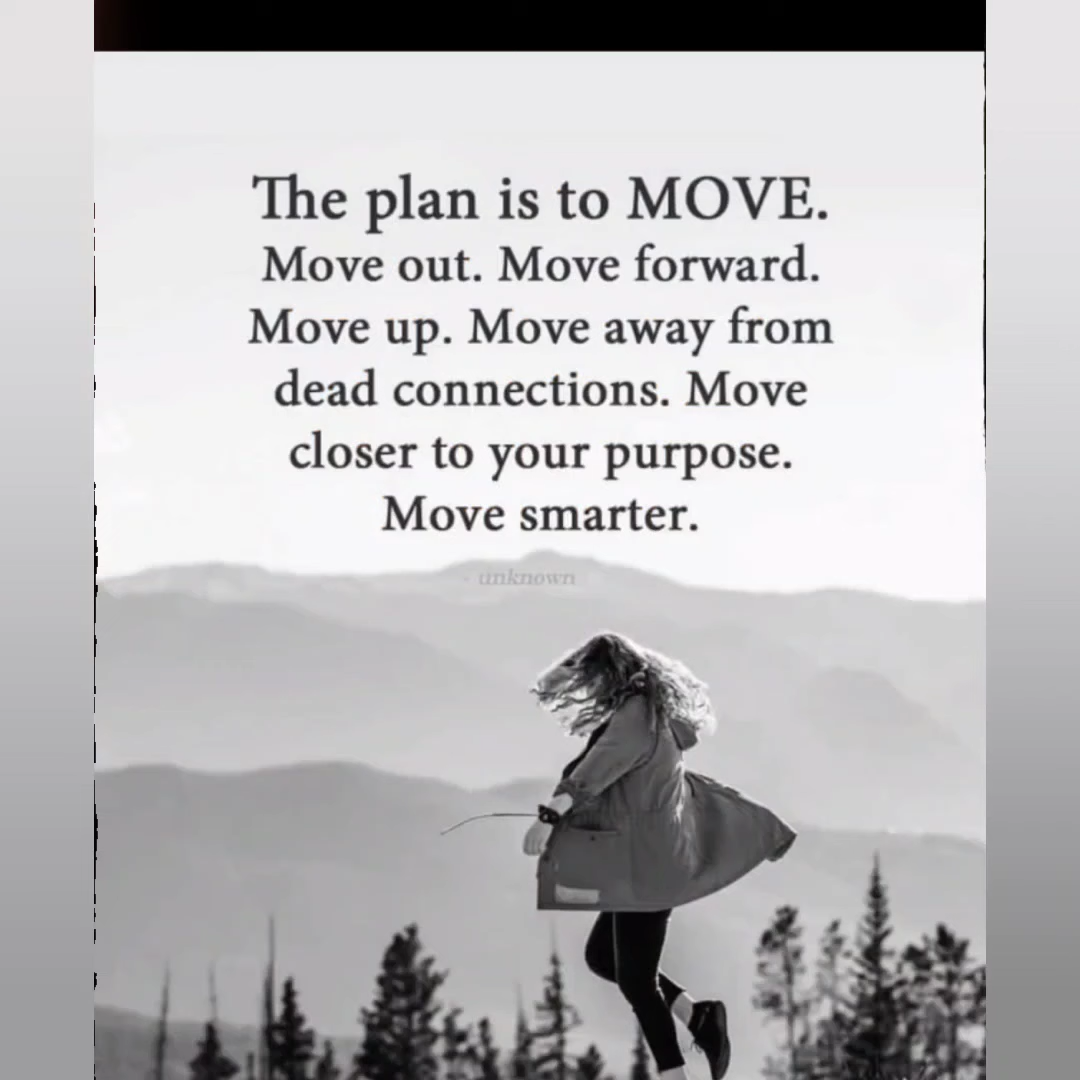 The plan is to MOVE.
Move out. Move forward.
Move up. Move away from
dead connections. Move
closer to your purpose.
Move smarter.
- unknown